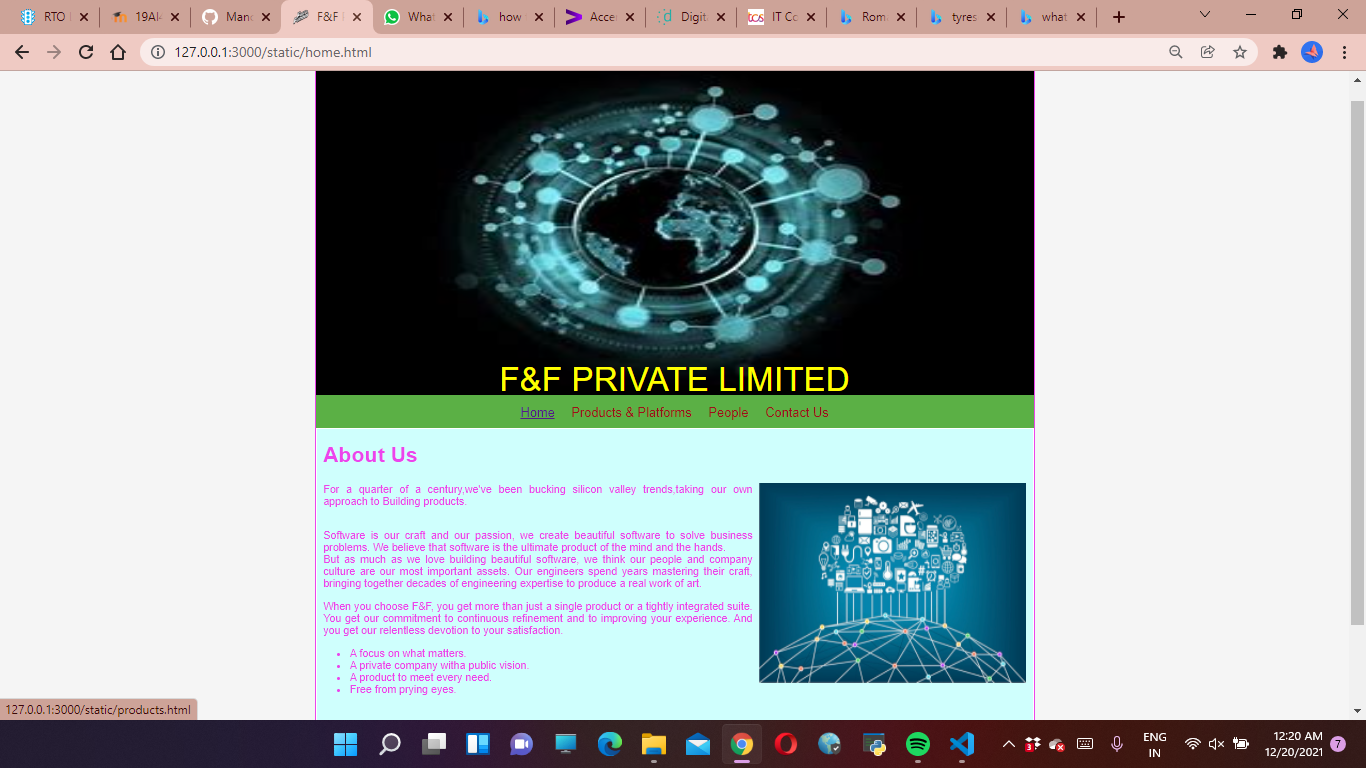 RTO
19AI
Manc
F&F
What
how
Acce
Digit
tcs IT Co
Rom
tyres
what
127.0.0.1:3000/static/home.html
F&F PRIVATE LIMITED
Home Products & Platforms People Contact Us
About Us
For a quarter of a century,we've been bucking silicon valley trends,taking our own
approach to Building products.
Software is our craft and our passion, we create beautiful software to solve business
problems. We believe that software is the ultimate product of the mind and the hands.
But as much as we love building beautiful software, we think our people and company
culture are our most important assets. Our engineers spend years mastering their craft,
bringing together decades of engineering expertise to produce a real work of art.
When you choose F&F, you get more than just a single product or a tightly integrated suite.
You get our commitment to continuous refinement and to improving your experience. And
you get our relentless devotion to your satisfaction.
• A focus on what matters.
• A private company witha public vision.
• A product to meet every need.
• Free from prying eyes.
127.0.0.1:3000/static/products.html
3
ENG
IN
12:20 AM
12/20/2021
7